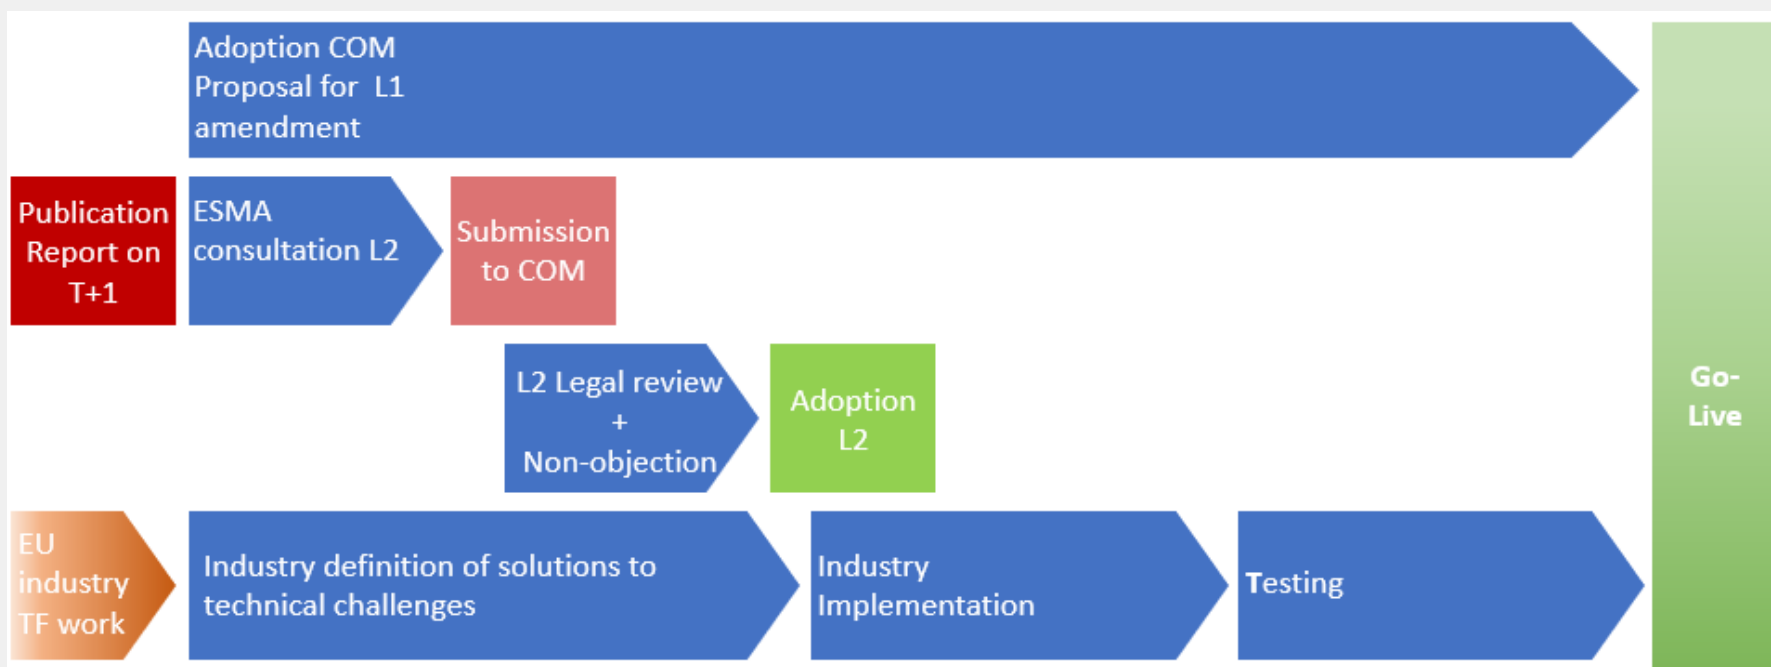 Adoption COM
Proposal for L1
amendment
Publication
Report on
T+1
ESMA
consultation L2
Submission
to COM
L2 Legal review
+
Non-objection
Adoption
L2
Go-
Live
EU
industry
TF work
Industry definition of solutions to
technical challenges
Industry
Implementation
Testing